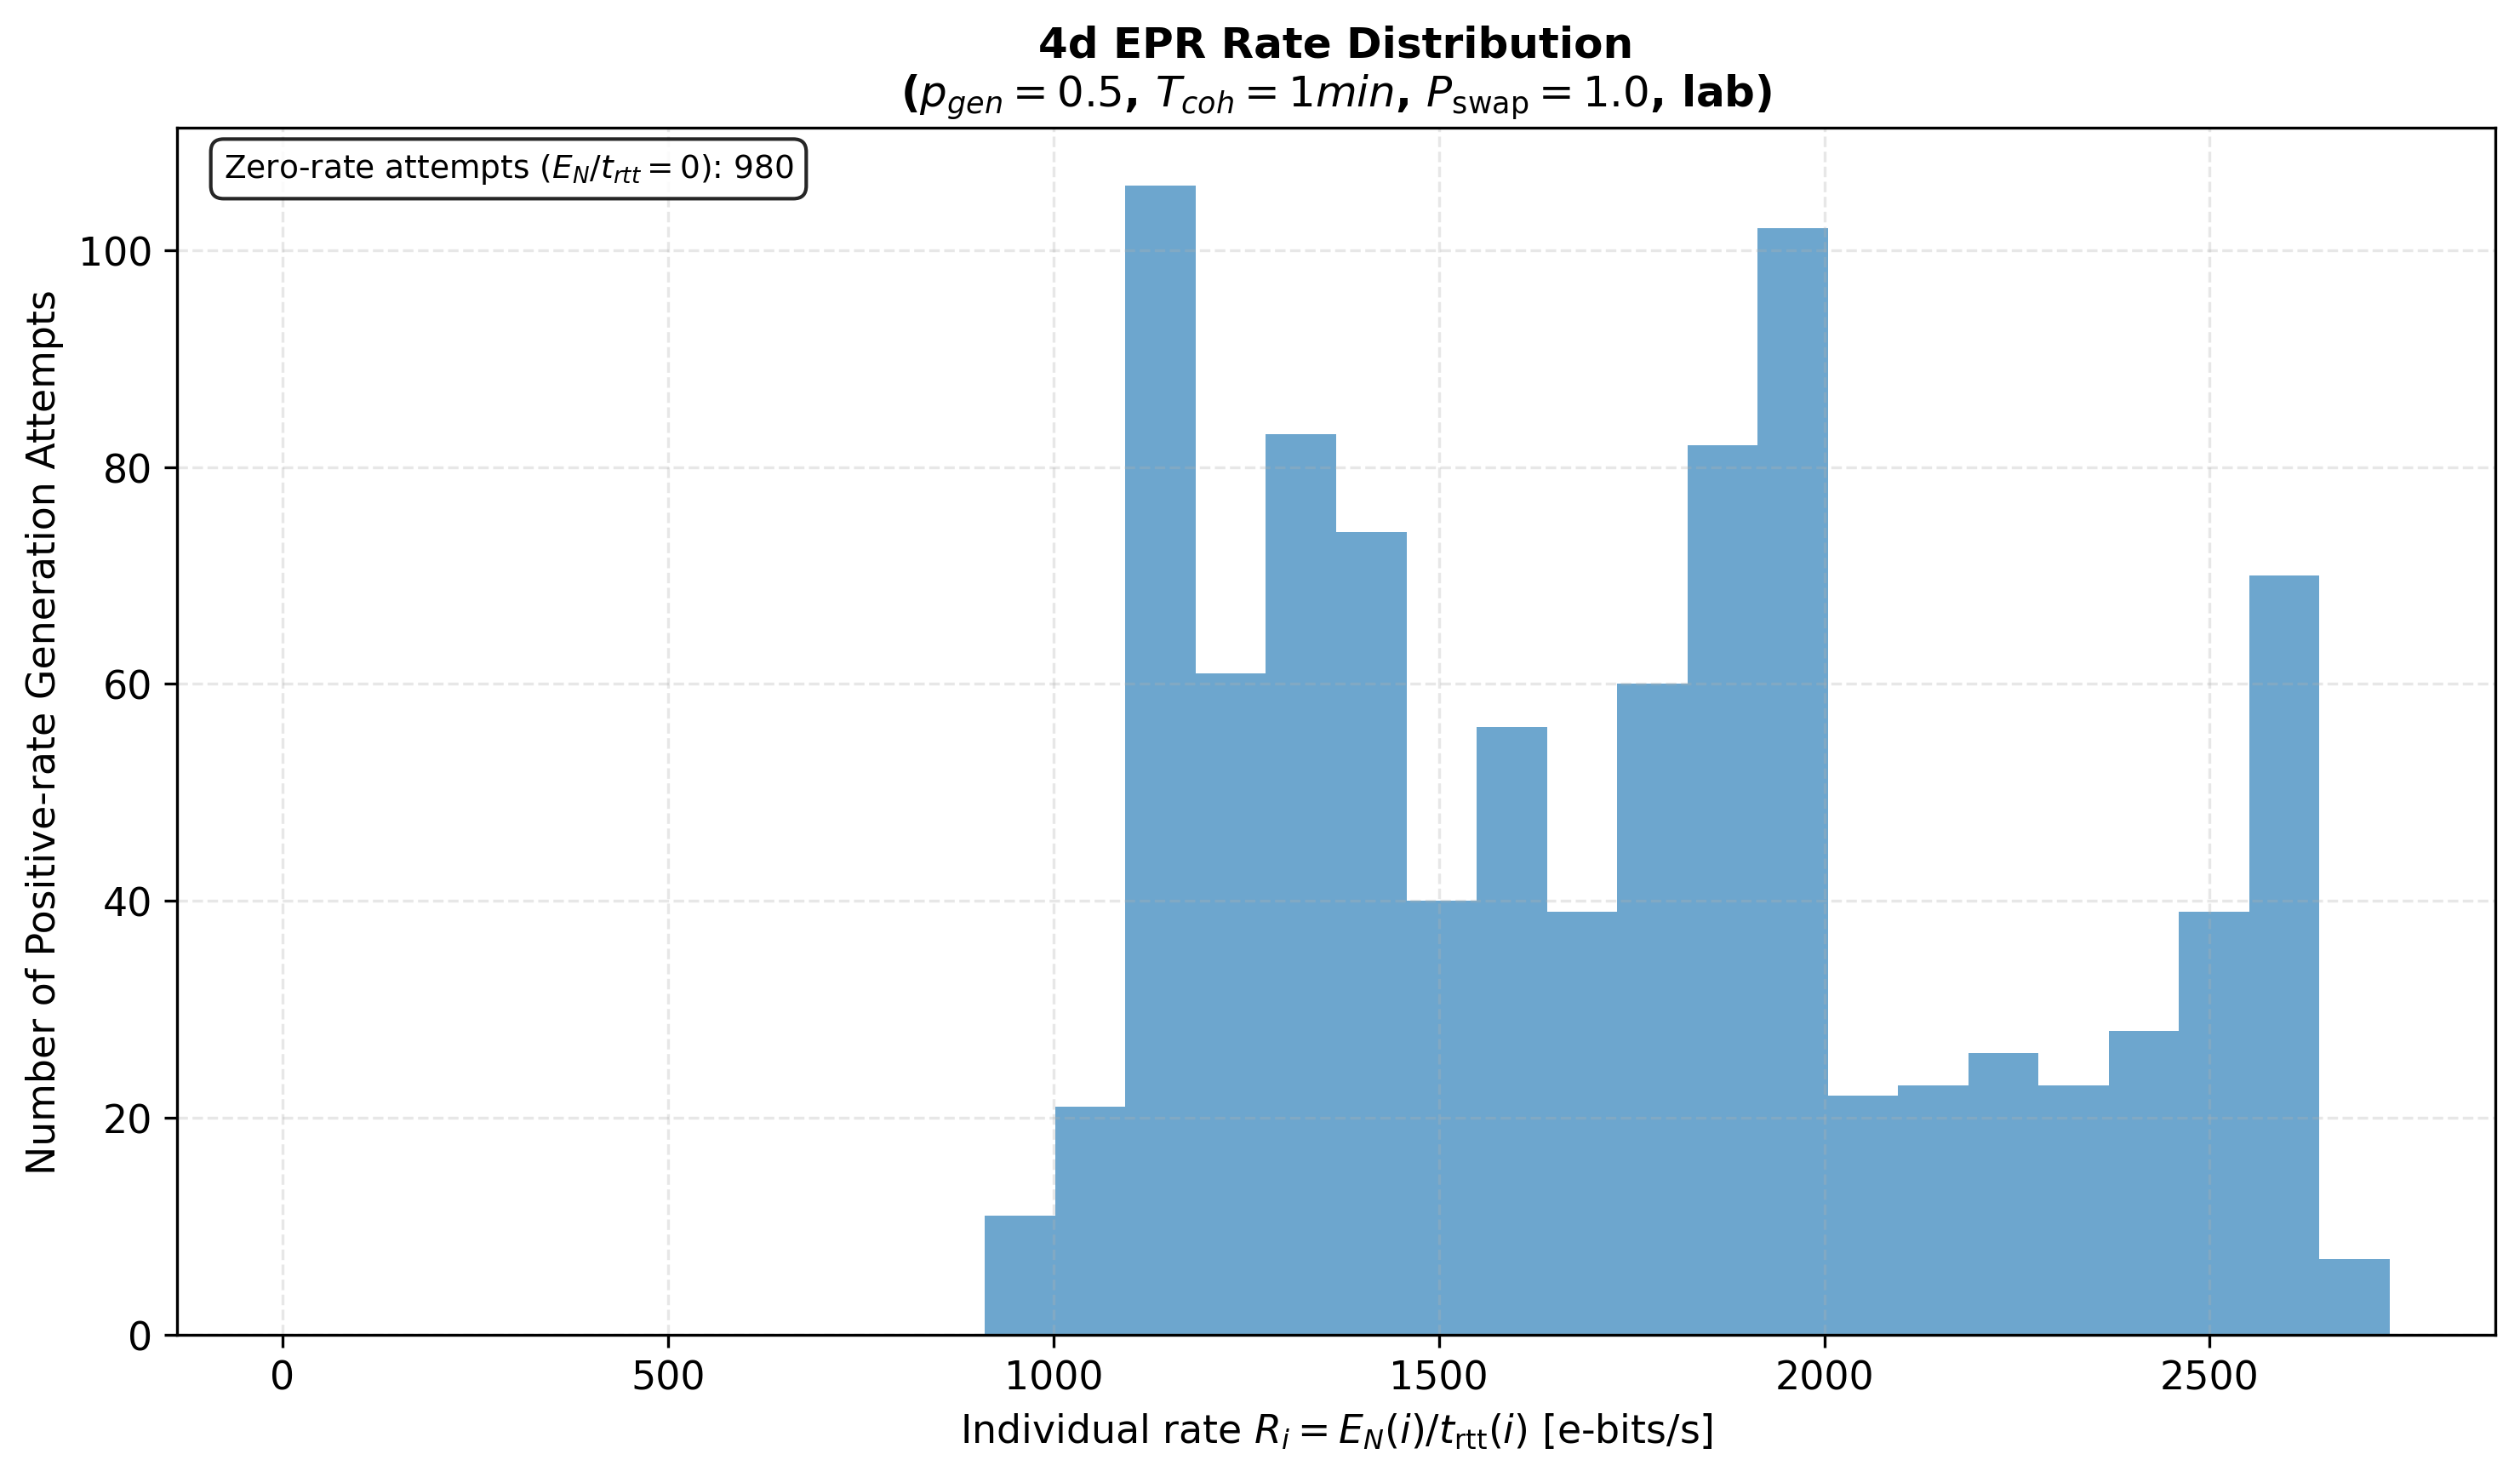 4d EPR Rate Distribution
(p_gen = 0.5, T_coh = 1min, P_swap = 1.0, lab)
Zero-rate attempts (E_N/t_rtt = 0): 980
Number of Positive-rate Generation Attempts
100
80
60
40
20
0
0 500 1000 1500 2000 2500
Individual rate R_i = E_N(i)/t_rtt(i) [e-bits/s]